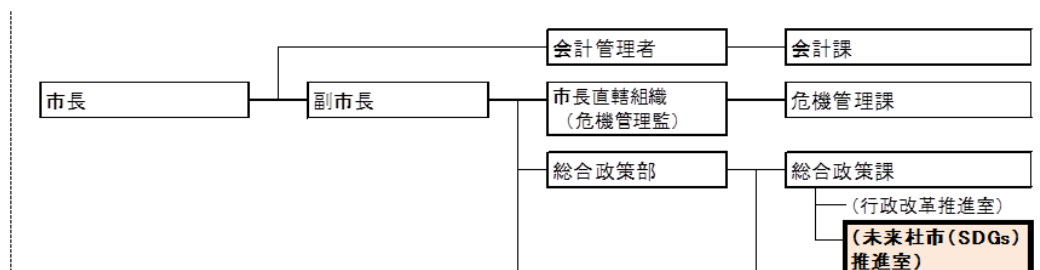 会計管理者
会計課
市長
副市長
市長直轄組織
（危機管理監）
危機管理課
総合政策部
総合政策課
（行政改革推進室）
（未来杜市（SDGs）
推進室）